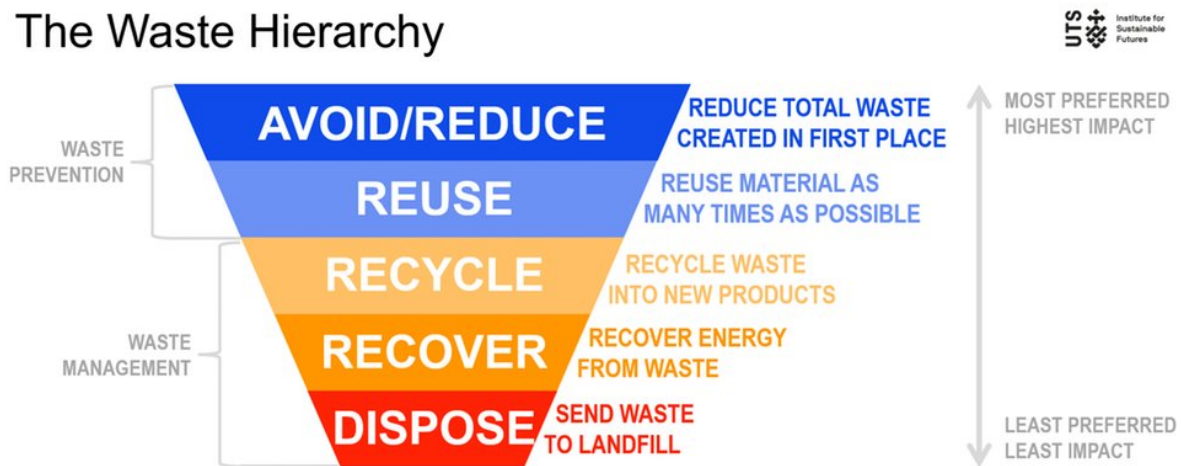 The Waste Hierarchy
UTS
Institute for
Sustainable
Futures
WASTE
PREVENTION
AVOID/REDUCE
REDUCE TOTAL WASTE
CREATED IN FIRST PLACE
MOST PREFERRED
HIGHEST IMPACT
REUSE
REUSE MATERIAL AS
MANY TIMES AS POSSIBLE
WASTE
MANAGEMENT
RECYCLE
RECYCLE WASTE
INTO NEW PRODUCTS
RECOVER
RECOVER ENERGY
FROM WASTE
DISPOSE
SEND WASTE
TO LANDFILL
LEAST PREFERRED
LEAST IMPACT